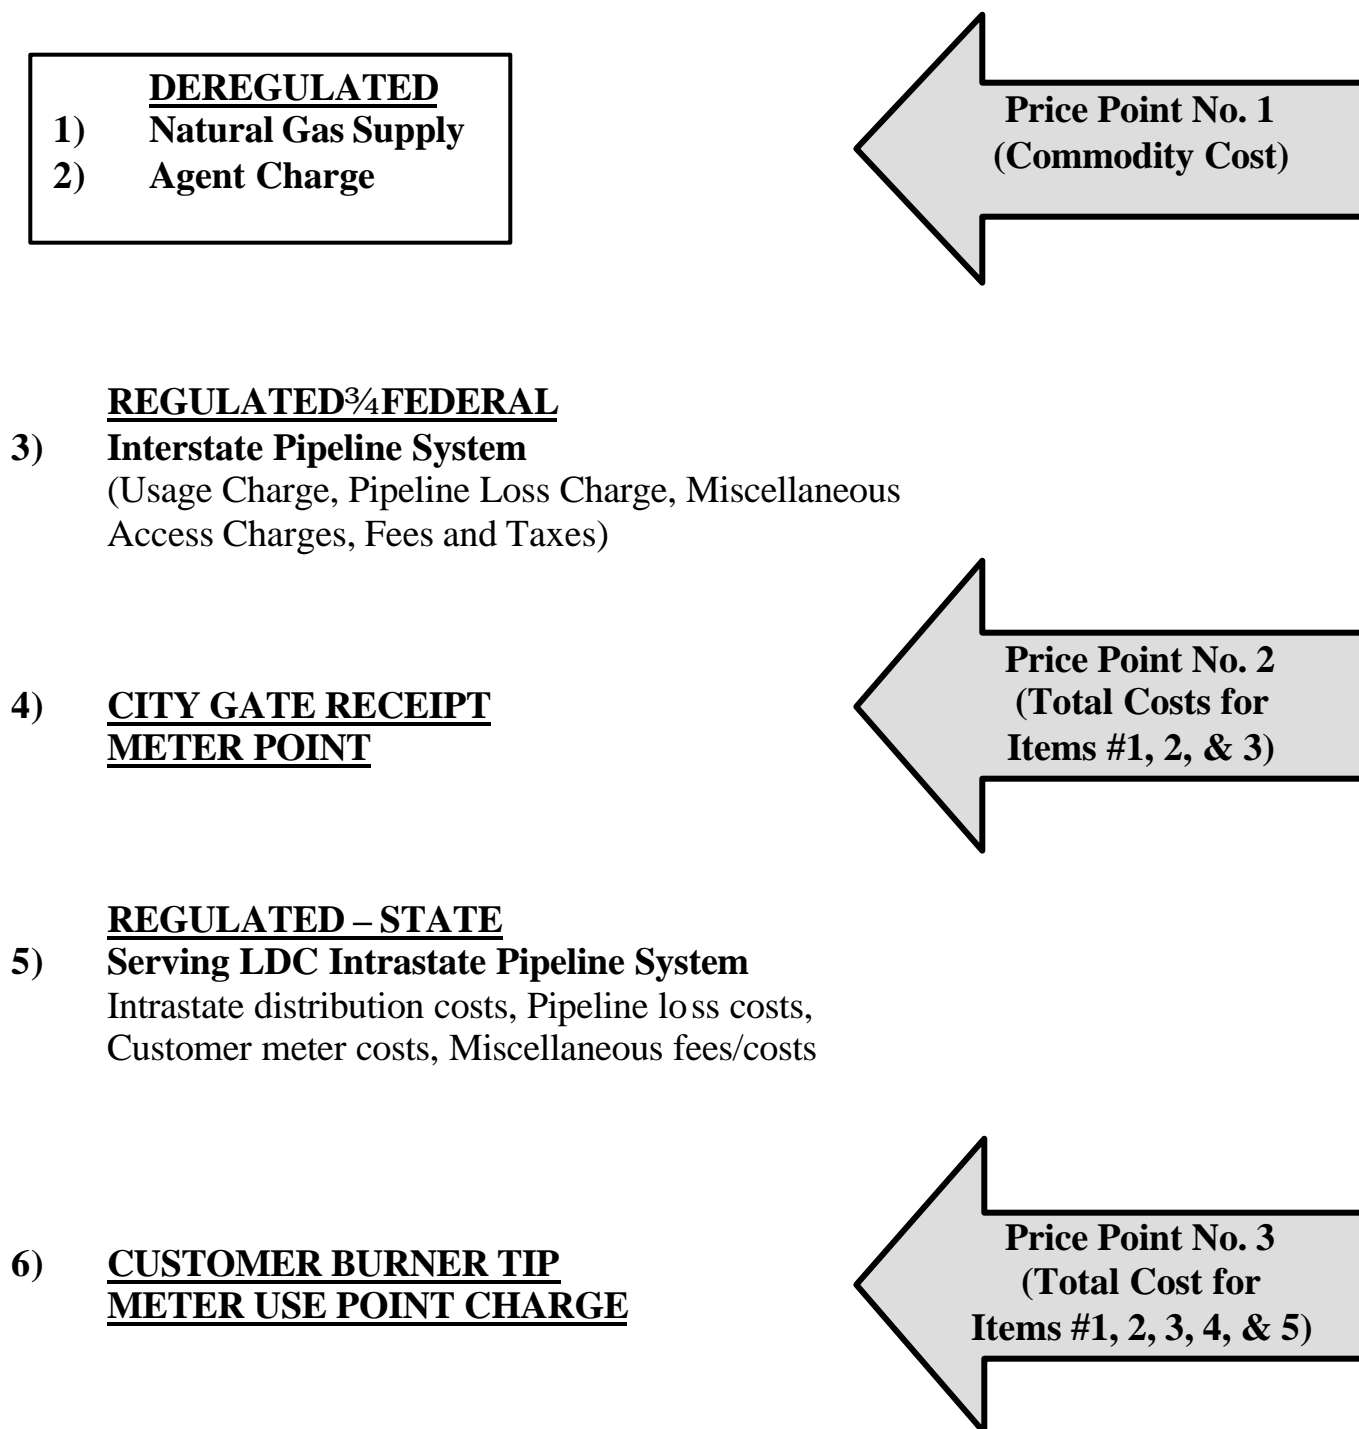 DEREGULATED
1) Natural Gas Supply
2) Agent Charge
Price Point No. 1
(Commodity Cost)
REGULATED¾FEDERAL
3) Interstate Pipeline System
(Usage Charge, Pipeline Loss Charge, Miscellaneous
Access Charges, Fees and Taxes)
Price Point No. 2
(Total Costs for
Items #1, 2, & 3)
4) CITY GATE RECEIPT
METER POINT
REGULATED – STATE
5) Serving LDC Intrastate Pipeline System
Intrastate distribution costs, Pipeline loss costs,
Customer meter costs, Miscellaneous fees/costs
Price Point No. 3
(Total Cost for
Items #1, 2, 3, 4, & 5)
6) CUSTOMER BURNER TIP
METER USE POINT CHARGE